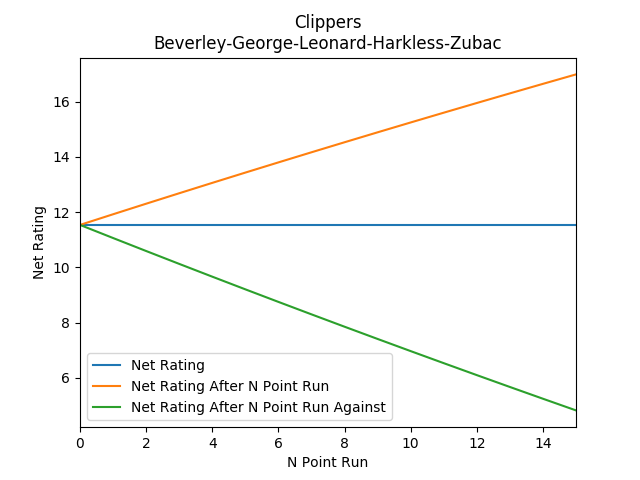 Clippers
Beverley-George-Leonard-Harkless-Zubac
Net Rating
16
14
12
10
8
6
Net Rating
Net Rating After N Point Run
Net Rating After N Point Run Against
0 2 4 6 8 10 12 14
N Point Run